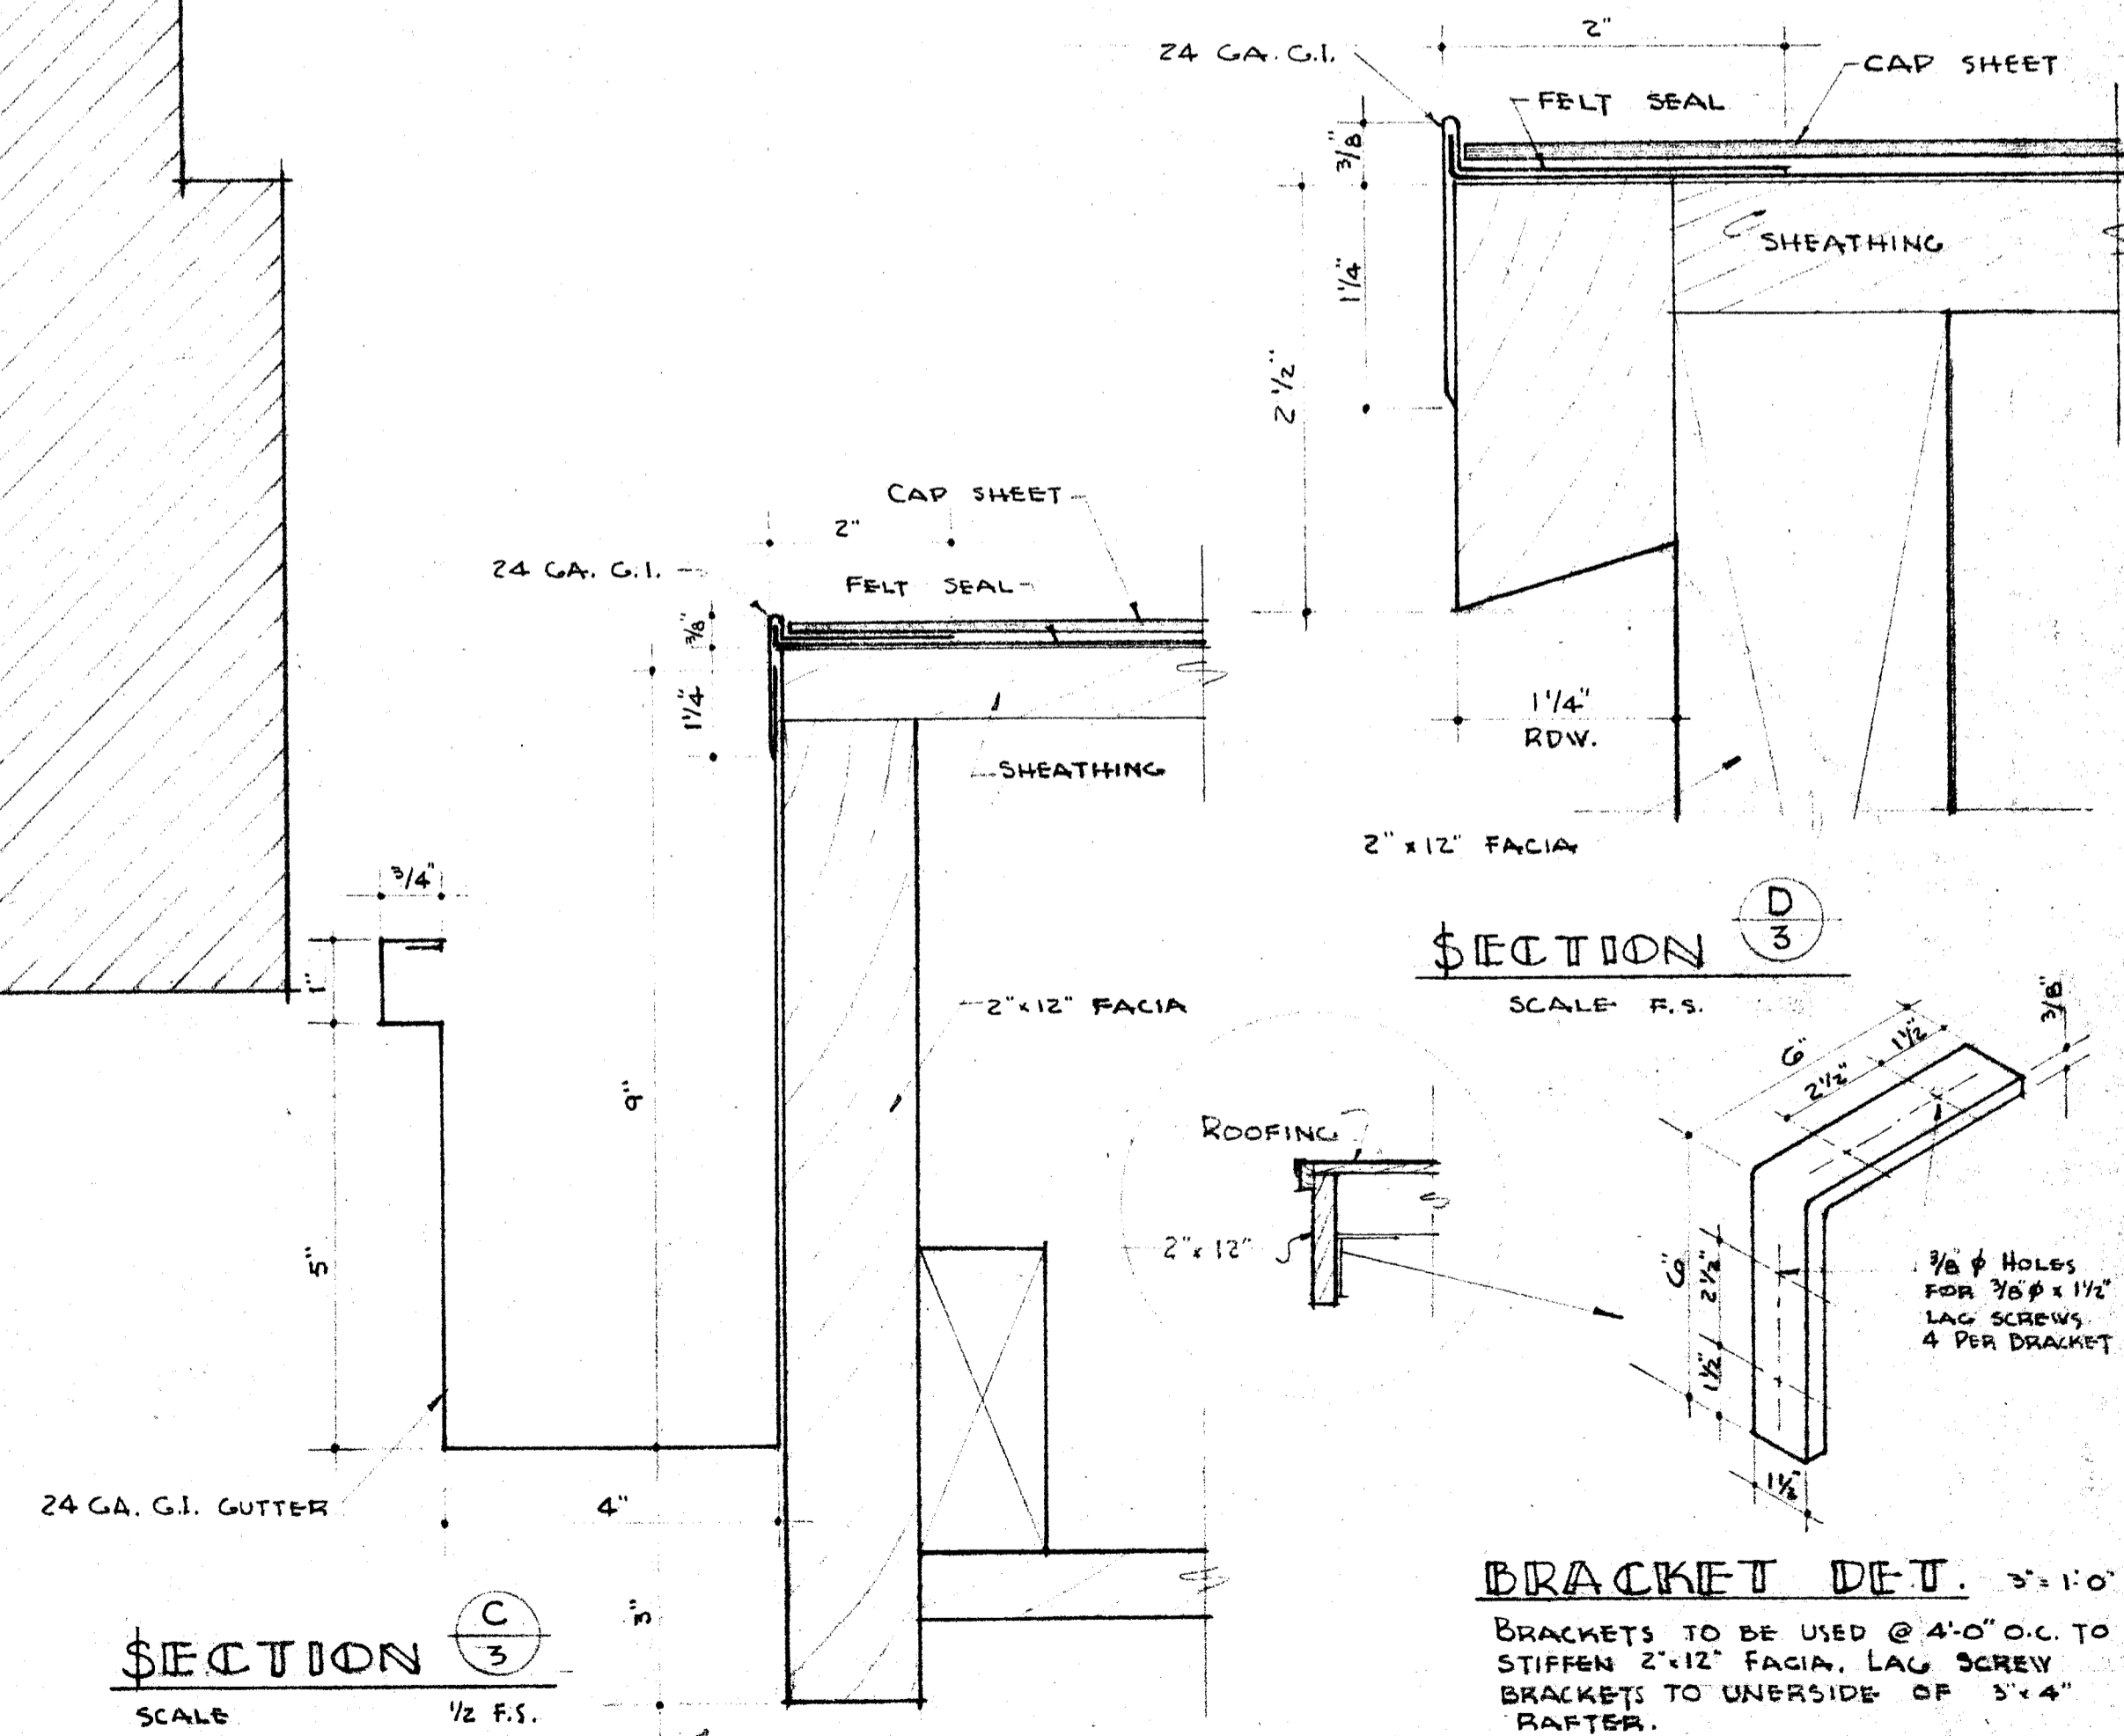 2"
24 GA. G.I.
CAP SHEET
FELT SEAL
3/8"
1 1/4"
2 1/2"
SHEATHING
1 1/4"
RDW.
2" x 12" FACIA
D
3
SECTION
SCALE F.S.
CAP SHEET
2"
24 GA. G.I.
FELT SEAL
3/8"
1 1/4"
SHEATHING
3/4"
1"
2" x 12" FACIA
9"
5"
24 GA. G.I. GUTTER
4"
3"
C
3
SECTION
SCALE 1/2 F.S.
ROOFING
2" x 12"
6"
1 1/2"
2 1/2"
3/8"
6"
2 1/2"
1 1/2"
1 1/2"
3/8 φ HOLES
FOR 3/8" φ x 1 1/2"
LAG SCREWS
4 PER BRACKET
BRACKET DET. 3" = 1'-0"
BRACKETS TO BE USED @ 4'-0" O.C. TO
STIFFEN 2" x 12" FACIA. LAG SCREW
BRACKETS TO UNERSIDE OF 3" x 4"
RAFTER.